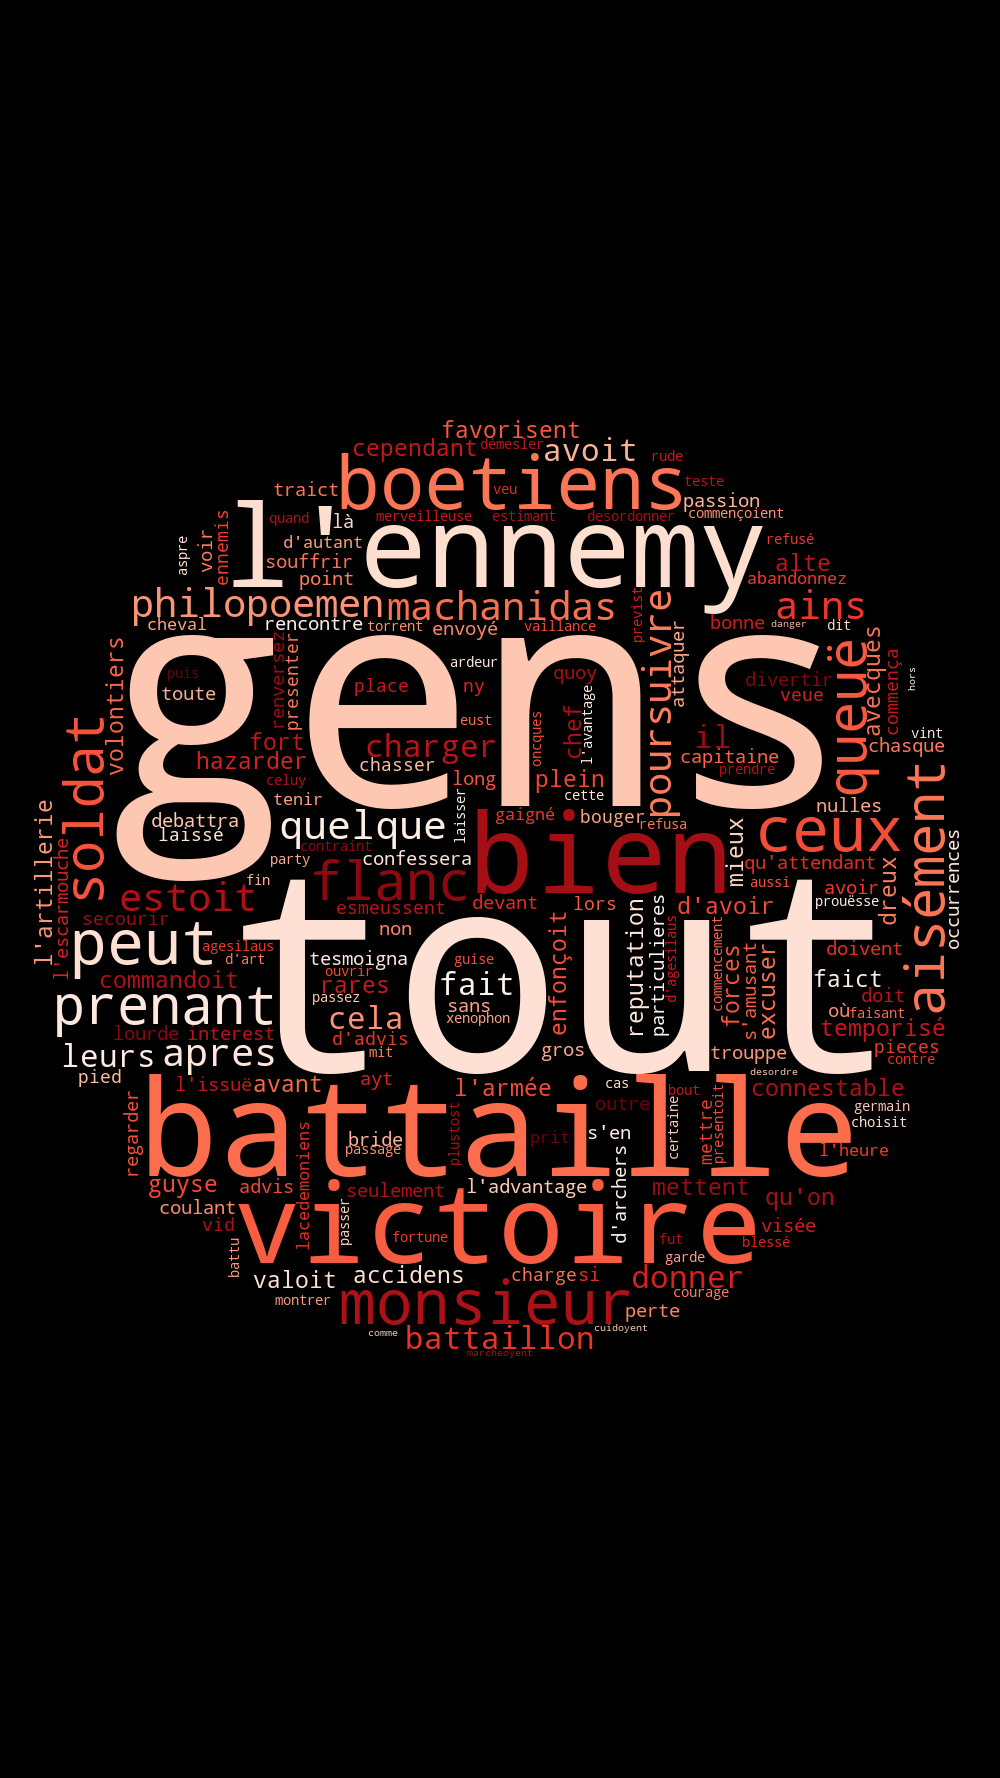 favorisent
cependant
démesler
avoit
rude
boetiens
veu
teste
passion
traict
quand
là
merveilleuse
estimant
desordonner
commençoient
l'ennemy
d'autant
voir
ennemis
aspre
souffrir
point
refusé
alte
abandonnez
philopoemen
machanidas
poursuivre
previst
ains
cheval
rencontre
torrent
envoyé
vaillance
attaquer
bonne
danger
dit
gens
volontiers
renversez
presenter
ardeur
quoy
puis
toute
place
ny
l'avantage
divertir
veue
queuë
avecques
commença
hors
soldat
eust
oncques
chef
fort
charger
il
vint
chasque
hazarder
chasser
capitaine
celuy
long
plein
prendre
tenir
laisser
cette
nulles
aisément
l'artillerie
debattra
laissé
quelque
gaigné
bouger
refusa
bien
mieux
ceux
contraint
l'escarmouche
party
confessera
qu'attendant
occurrences
fin
flanc
aussi
avoir
dreux
prouësse
estoit
esmeussent
devant
lors
reputation
particulieres
d'avoir
secourir
non
enfonçoit
peut
agesilaus
d'art
tesmoigna
guise
d'agesilaus
commencement
forces
s'amusant
excuser
doivent
tout
commandoit
ouvrir
rares
fait
faict
passez
sans
doit
prenant
cela
xenophon
où
faisant
lourde
interest
d'advis
temporisé
leurs
apres
mit
gros
trouppe
pieces
contre
pied
l'issuë
avant
ayt
l'armée
cas
bout
desordre
connestable
regarder
outre
certaine
mettre
presentoit
germain
choisit
battaille
bride
passage
plustost
prit
s'en
l'heure
lacedemoniens
d'archers
guyse
advis
seulement
l'advantage
mettent
qu'on
coulant
victoire
vid
passer
visée
battu
fortune
fut
blessé
garde
valoit
accidens
charge
si
donner
montrer
monsieur
courage
perte
comme
battaillon
cuidoyent
marcheoyent